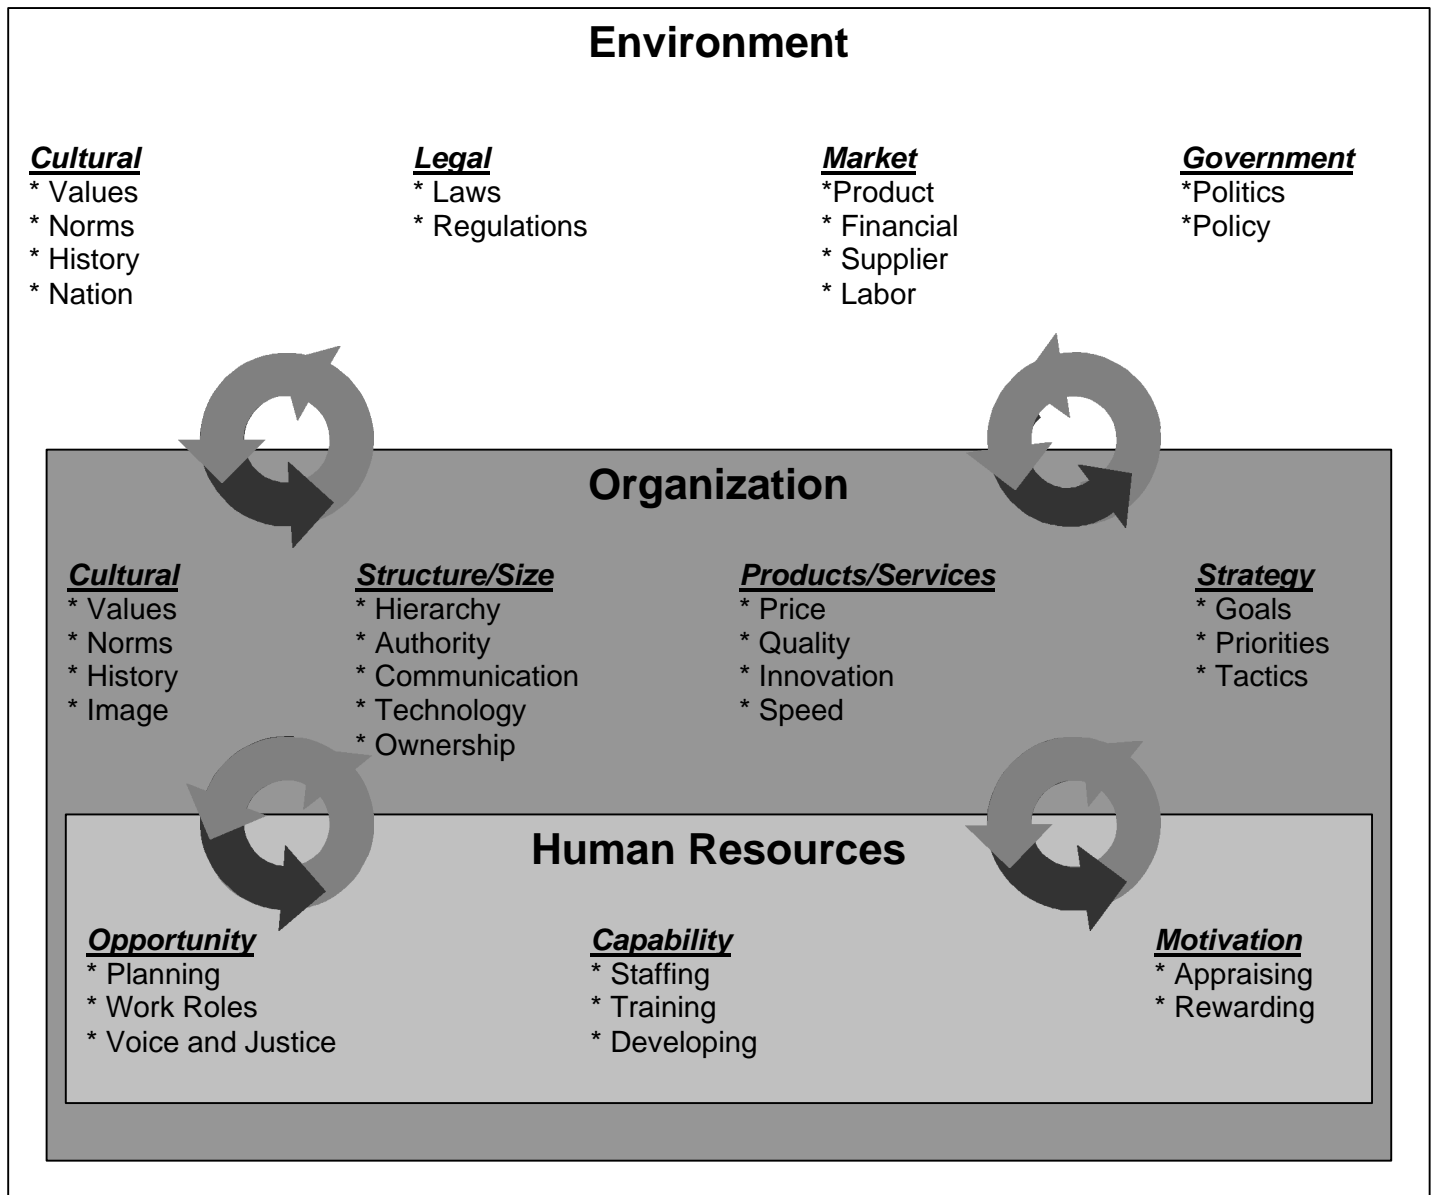 Environment
Cultural
* Values
* Norms
* History
* Nation
Legal
* Laws
* Regulations
Market
*Product
* Financial
* Supplier
* Labor
Government
*Politics
*Policy
Organization
Cultural
* Values
* Norms
* History
* Image
Structure/Size
* Hierarchy
* Authority
* Communication
* Technology
* Ownership
Products/Services
* Price
* Quality
* Innovation
* Speed
Strategy
* Goals
* Priorities
* Tactics
Human Resources
Opportunity
* Planning
* Work Roles
* Voice and Justice
Capability
* Staffing
* Training
* Developing
Motivation
* Appraising
* Rewarding